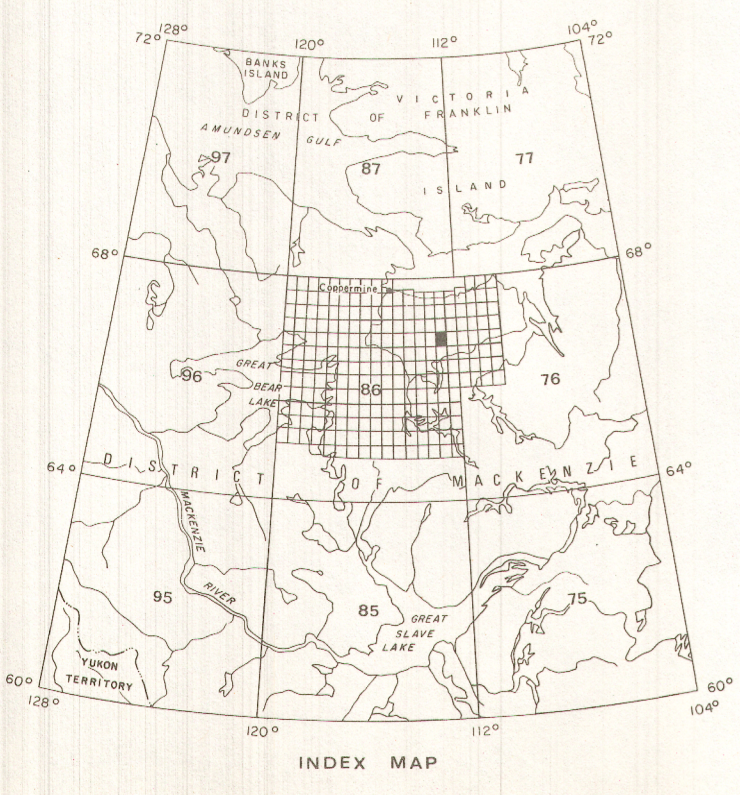 128° 120° 112° 104°
72° 72°
BANKS
ISLAND
VICTORIA
DISTRICT OF FRANKLIN
AMUNDSEN GULF
97 87 77
ISLAND
68° 68°
Coppermine
GREAT
96 86 76
BEAR
LAKE
DISTRICT OF MACKENZIE
64° 64°
MACKENZIE
RIVER
95 85 75
GREAT
SLAVE
LAKE
YUKON
TERRITORY
60° 60°
128° 120° 112° 104°
INDEX MAP